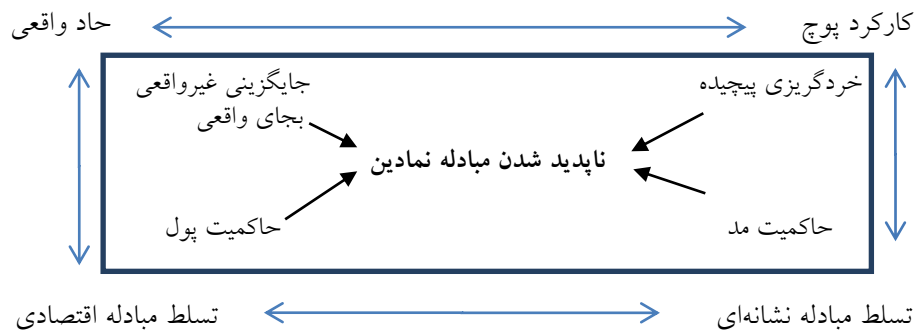 کارکرد پوچ
حاد واقعی
خردگریزی پیچیده
جایگزینی غیرواقعی
بجای واقعی
ناپدید شدن مبادله نمادین
حاکمیت مد
حاکمیت پول
تسلط مبادله نشانه‌ای
تسلط مبادله اقتصادی